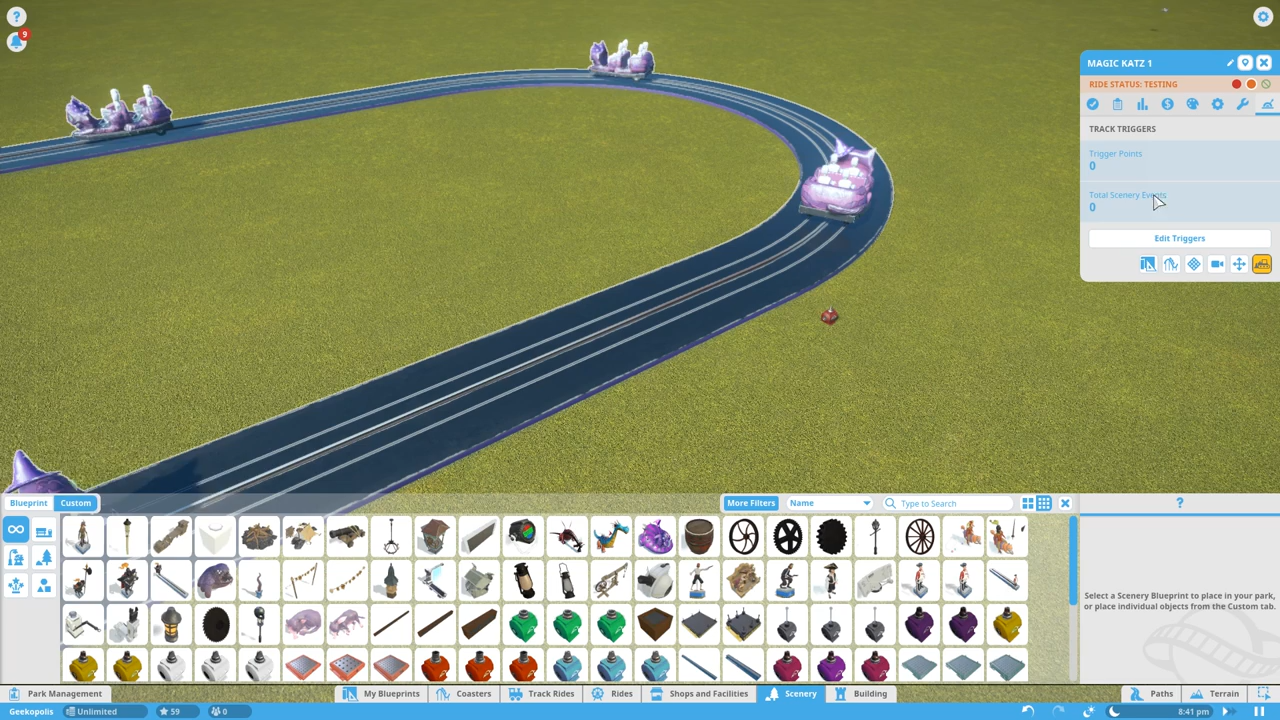 ?
9
MAGIC KATZ 1
RIDE STATUS: TESTING
TRACK TRIGGERS
Trigger Points
0
Total Scenery Events
0
Edit Triggers
Blueprint
Custom
More Filters
Name
Type to Search
?
Select a Scenery Blueprint to place in your park,
or place individual objects from the Custom tab.
Park Management
My Blueprints
Coasters
Track Rides
Rides
Shops and Facilities
Scenery
Building
Paths
Terrain
Geekopolis
Unlimited
59
0
8:41 pm